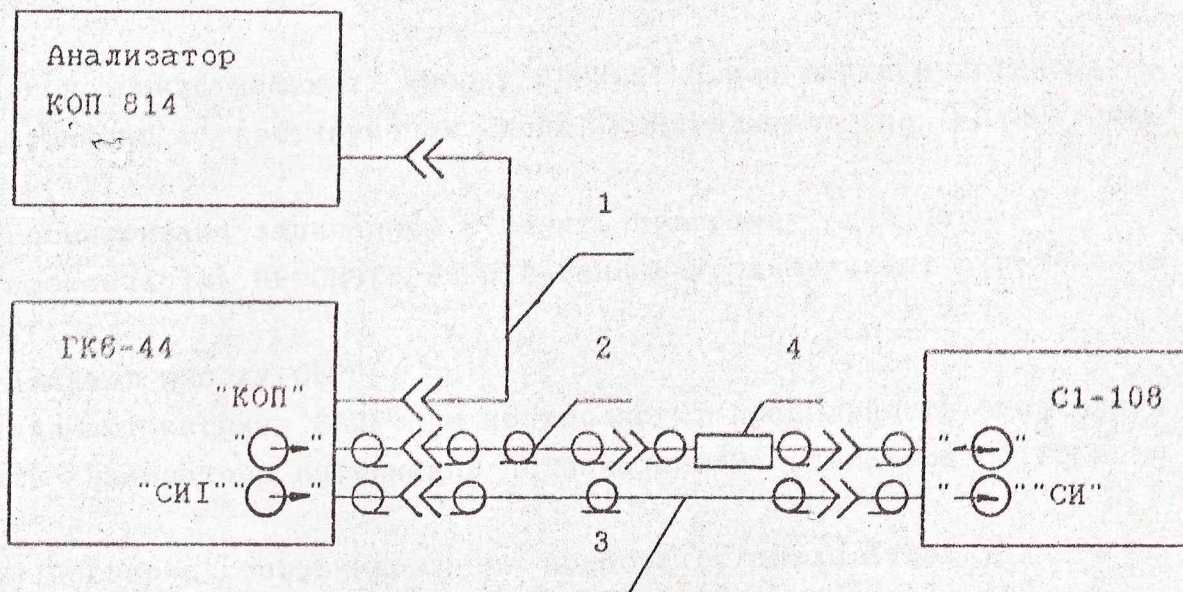 Анализатор
КОП 814
1
ГК6-44
2
4
"КОП"
С1-108
" "
" "
"СИ1" " "
" " "СИ"
3